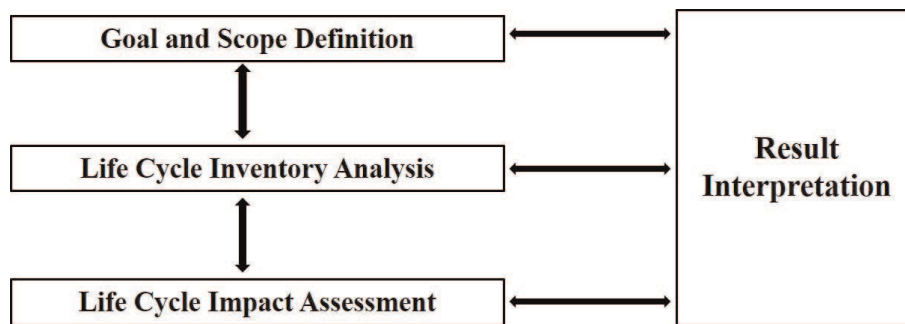 Goal and Scope Definition
Life Cycle Inventory Analysis
Life Cycle Impact Assessment
Result
Interpretation